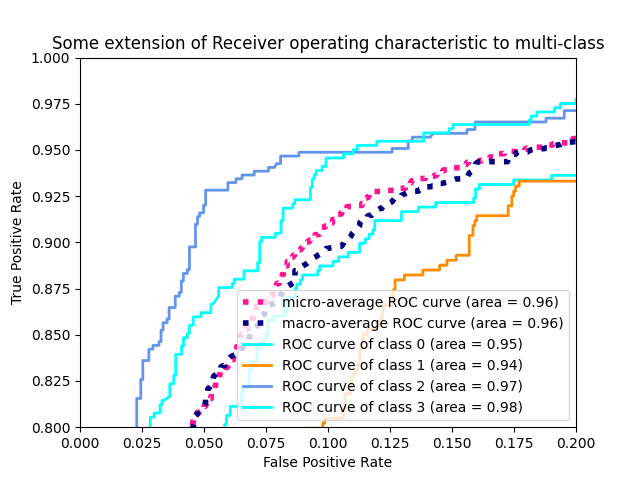 Some extension of Receiver operating characteristic to multi-class
1.000
0.975
0.950
0.925
0.900
0.875
0.850
0.825
0.800
True Positive Rate
micro-average ROC curve (area = 0.96)
macro-average ROC curve (area = 0.96)
ROC curve of class 0 (area = 0.95)
ROC curve of class 1 (area = 0.94)
ROC curve of class 2 (area = 0.97)
ROC curve of class 3 (area = 0.98)
0.000 0.025 0.050 0.075 0.100 0.125 0.150 0.175 0.200
False Positive Rate